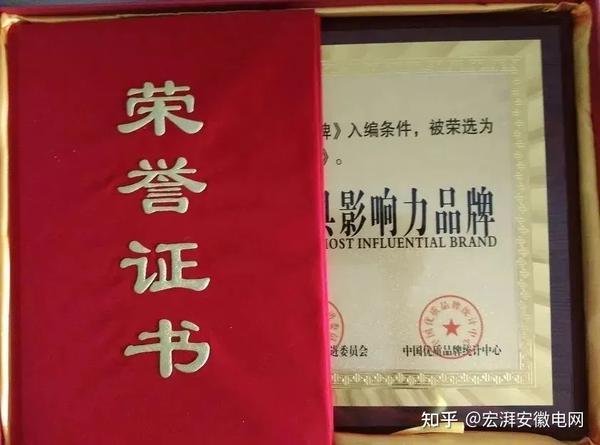 荣誉证书
牌》入编条件，被荣选为
》。
具影响力品牌
MOST INFLUENTIAL BRAND
进委员会
中国优质品牌统计中心
知乎 @宏湃安徽电网